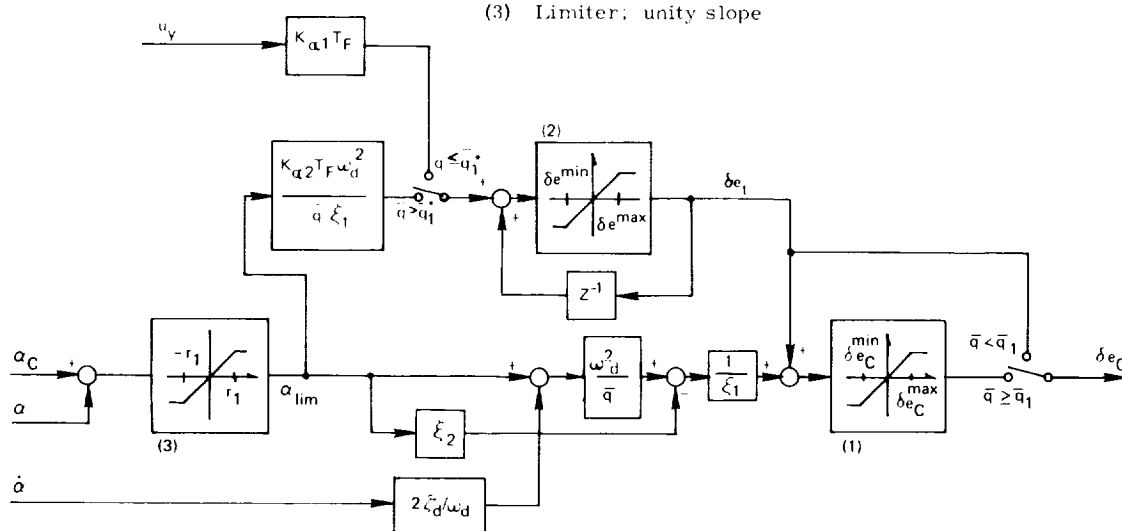 (3) Limiter; unity slope
u_y
K_α1 T_F
K_α2 T_F ω_d^2
q̄ ξ_1
q̄ ≤ q̄_1*
q̄ > q̄_1*
+
+
(2)
δe^min
δe^max
δe_t
Z^-1
α_C
+
α
-r_1
r_1
(3)
α_lim
+
+
ω_d^2
q̄
+
-
1
ξ_1
+
+
δe_C^min
δe_C^max
(1)
q̄ < q̄_1
q̄ ≥ q̄_1
δe_C
ξ_2
α̇
2ζ_d/ω_d